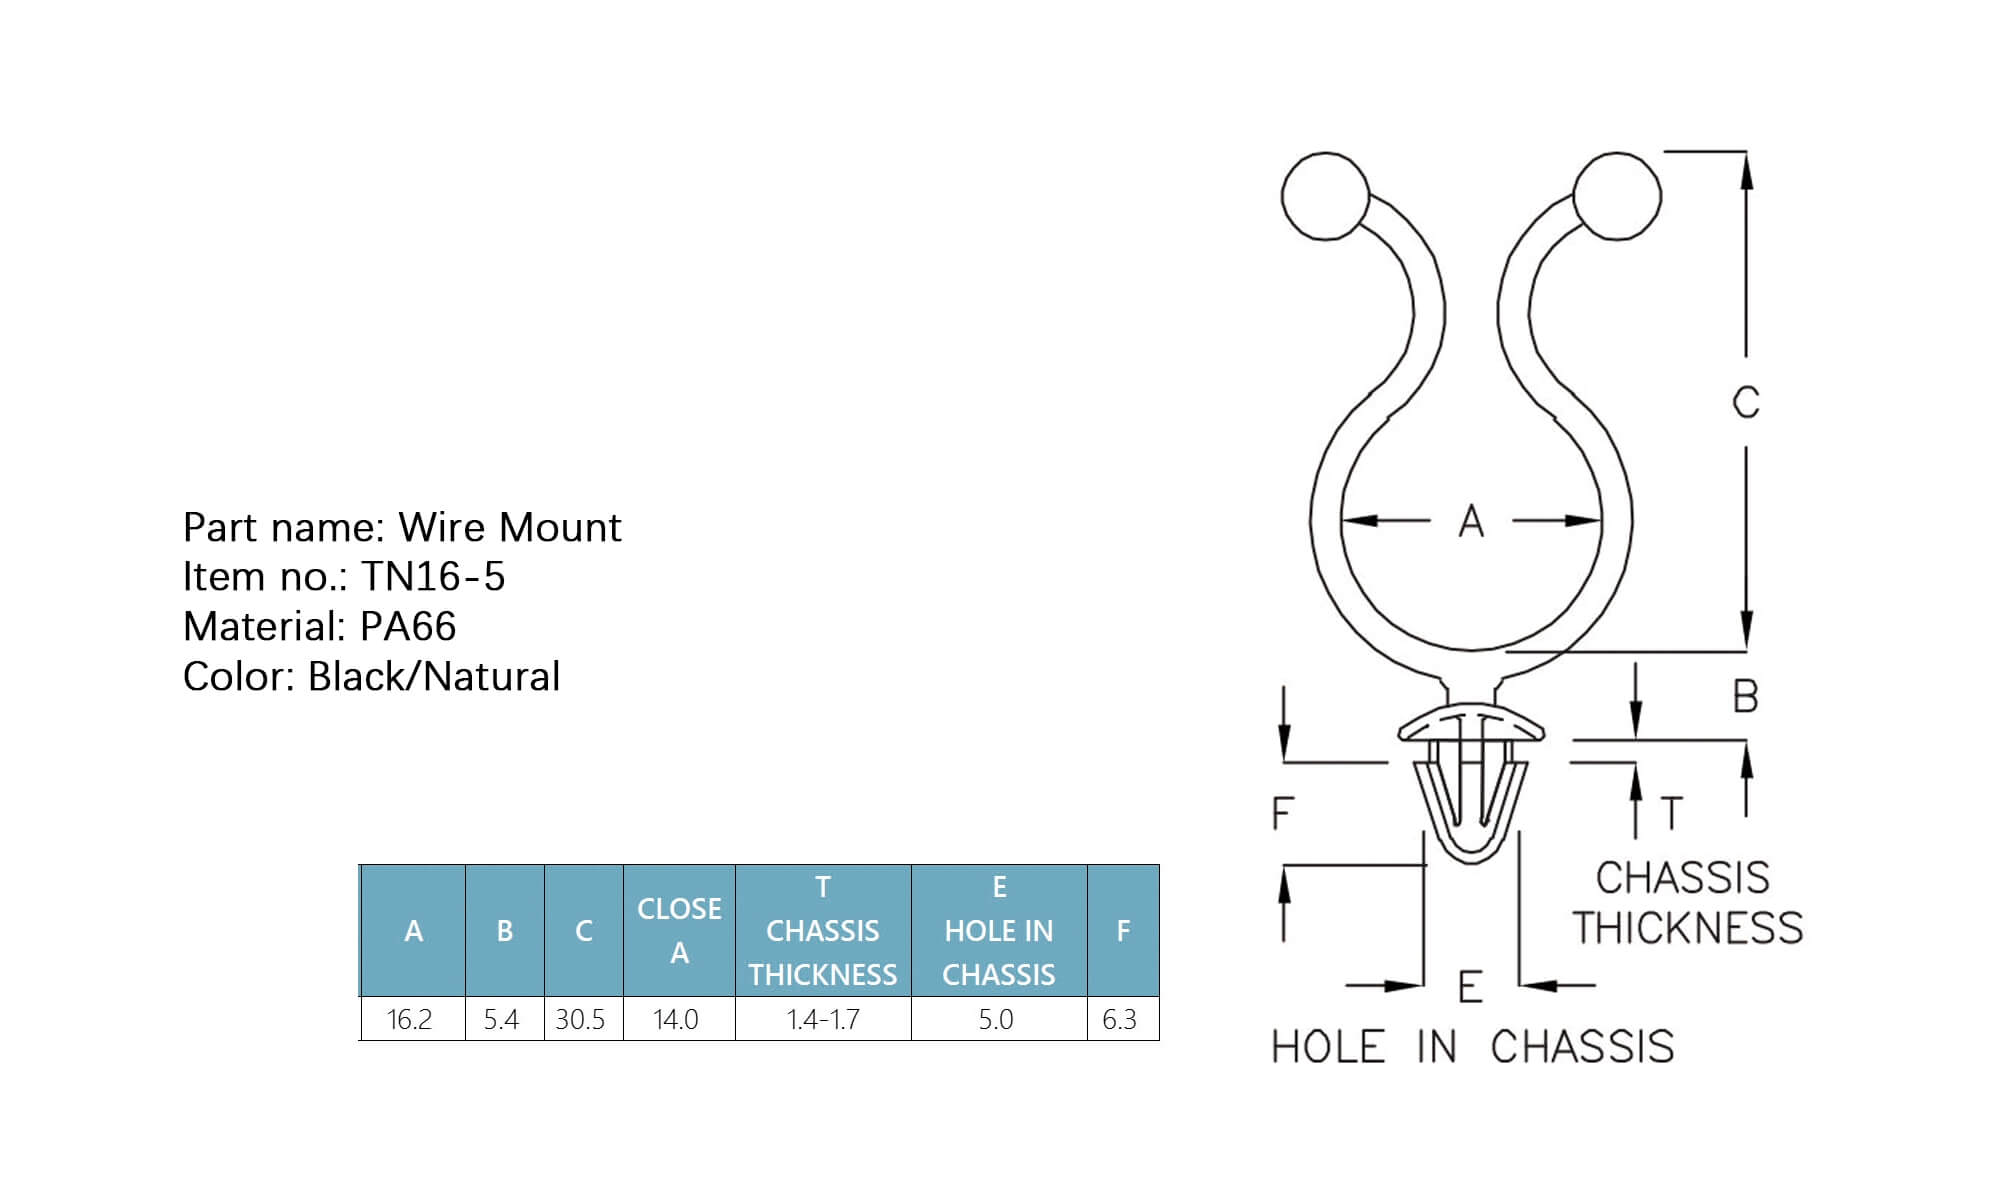 Part name: Wire Mount
Item no.: TN16-5
Material: PA66
Color: Black/Natural
A B C CLOSE A T CHASSIS THICKNESS E HOLE IN CHASSIS F
16.2 5.4 30.5 14.0 1.4-1.7 5.0 6.3
C
A
B
F
T
CHASSIS
THICKNESS
E
HOLE IN CHASSIS